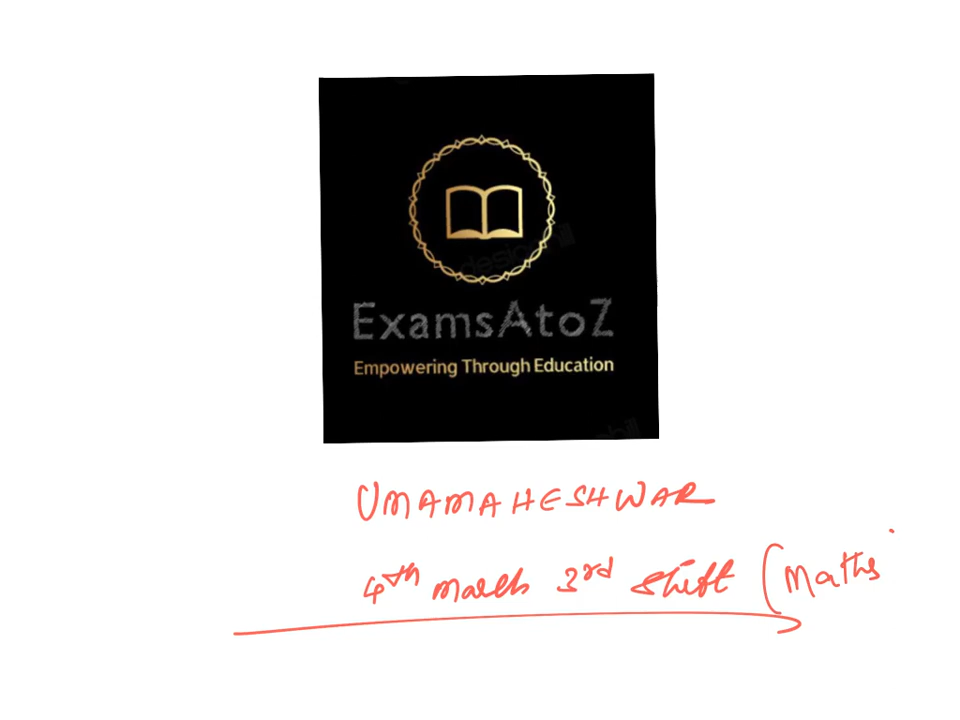 ExamsAtoZ
Empowering Through Education
UMAMAHESHWAR
4th march 3rd shift (Maths